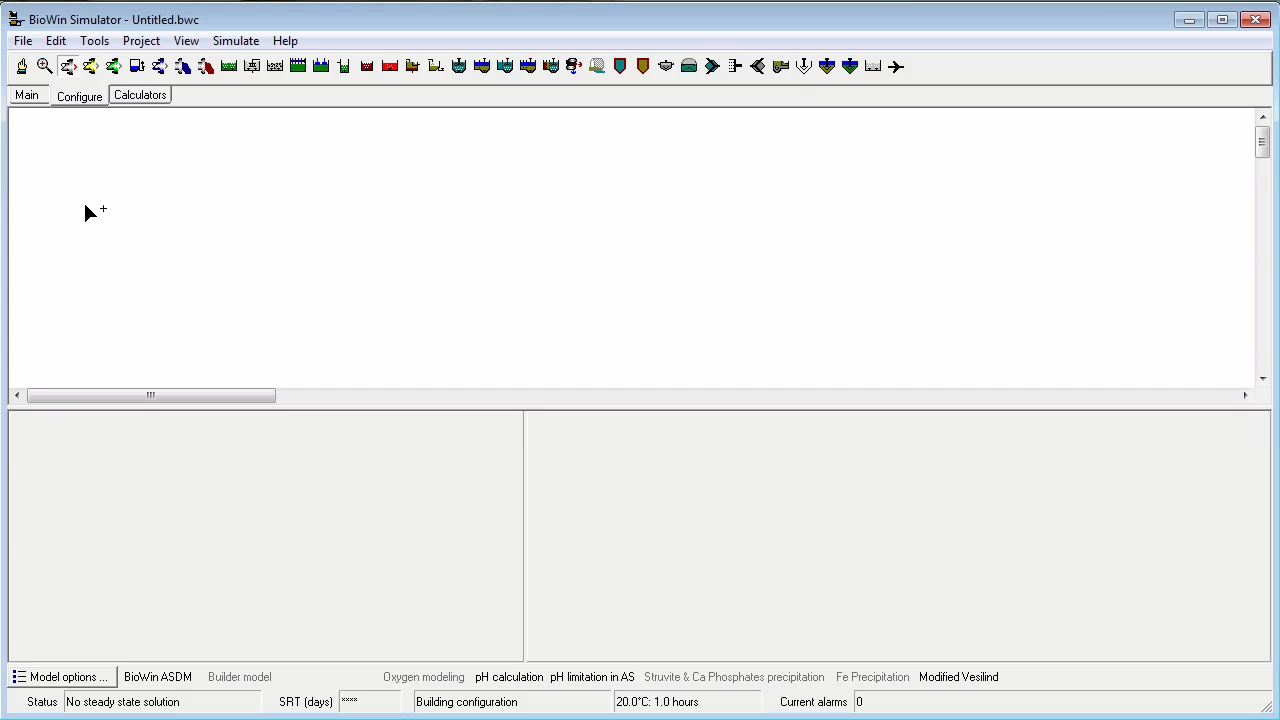 BioWin Simulator - Untitled.bwc
File Edit Tools Project View Simulate Help
Main Configure Calculators
Model options ... BioWin ASDM Builder model Oxygen modeling pH calculation pH limitation in AS Struvite & Ca Phosphates precipitation Fe Precipitation Modified Vesilind
Status No steady state solution SRT (days) **** Building configuration 20.0°C: 1.0 hours Current alarms 0